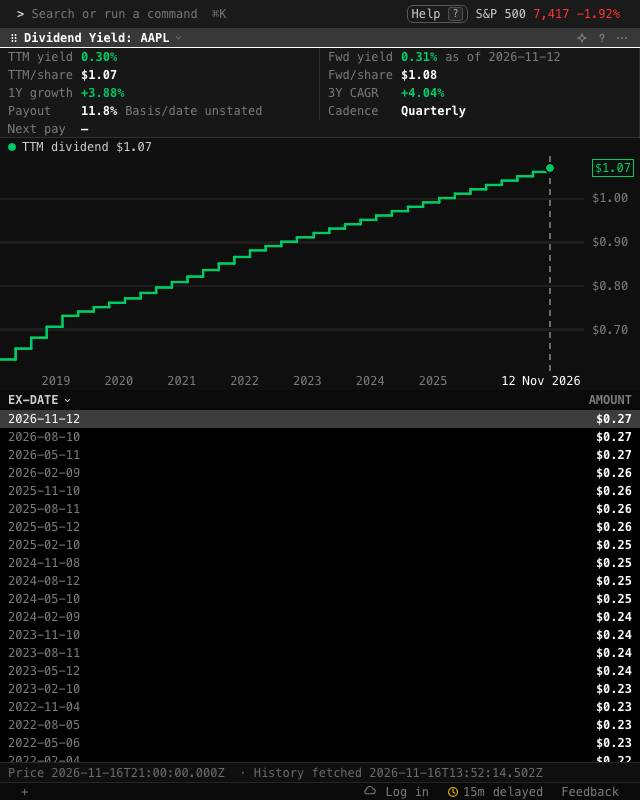 > Search or run a command ⌘K Help ? S&P 500 7,417 −1.92%
Dividend Yield: AAPL ? ⋯
TTM yield 0.30% Fwd yield 0.31% as of 2026-11-12
TTM/share $1.07 Fwd/share $1.08
1Y growth +3.88% 3Y CAGR +4.04%
Payout 11.8% Basis/date unstated Cadence Quarterly
Next pay —
TTM dividend $1.07
$1.07
$1.00
$0.90
$0.80
$0.70
2019 2020 2021 2022 2023 2024 2025 12 Nov 2026
EX-DATE AMOUNT
2026-11-12 $0.27
2026-08-10 $0.27
2026-05-11 $0.27
2026-02-09 $0.26
2025-11-10 $0.26
2025-08-11 $0.26
2025-05-12 $0.26
2025-02-10 $0.25
2024-11-08 $0.25
2024-08-12 $0.25
2024-05-10 $0.25
2024-02-09 $0.24
2023-11-10 $0.24
2023-08-11 $0.24
2023-05-12 $0.24
2023-02-10 $0.23
2022-11-04 $0.23
2022-08-05 $0.23
2022-05-06 $0.23
2022-02-04 $0.22
Price 2026-11-16T21:00:00.000Z · History fetched 2026-11-16T13:52:14.502Z
+ Log in 15m delayed Feedback